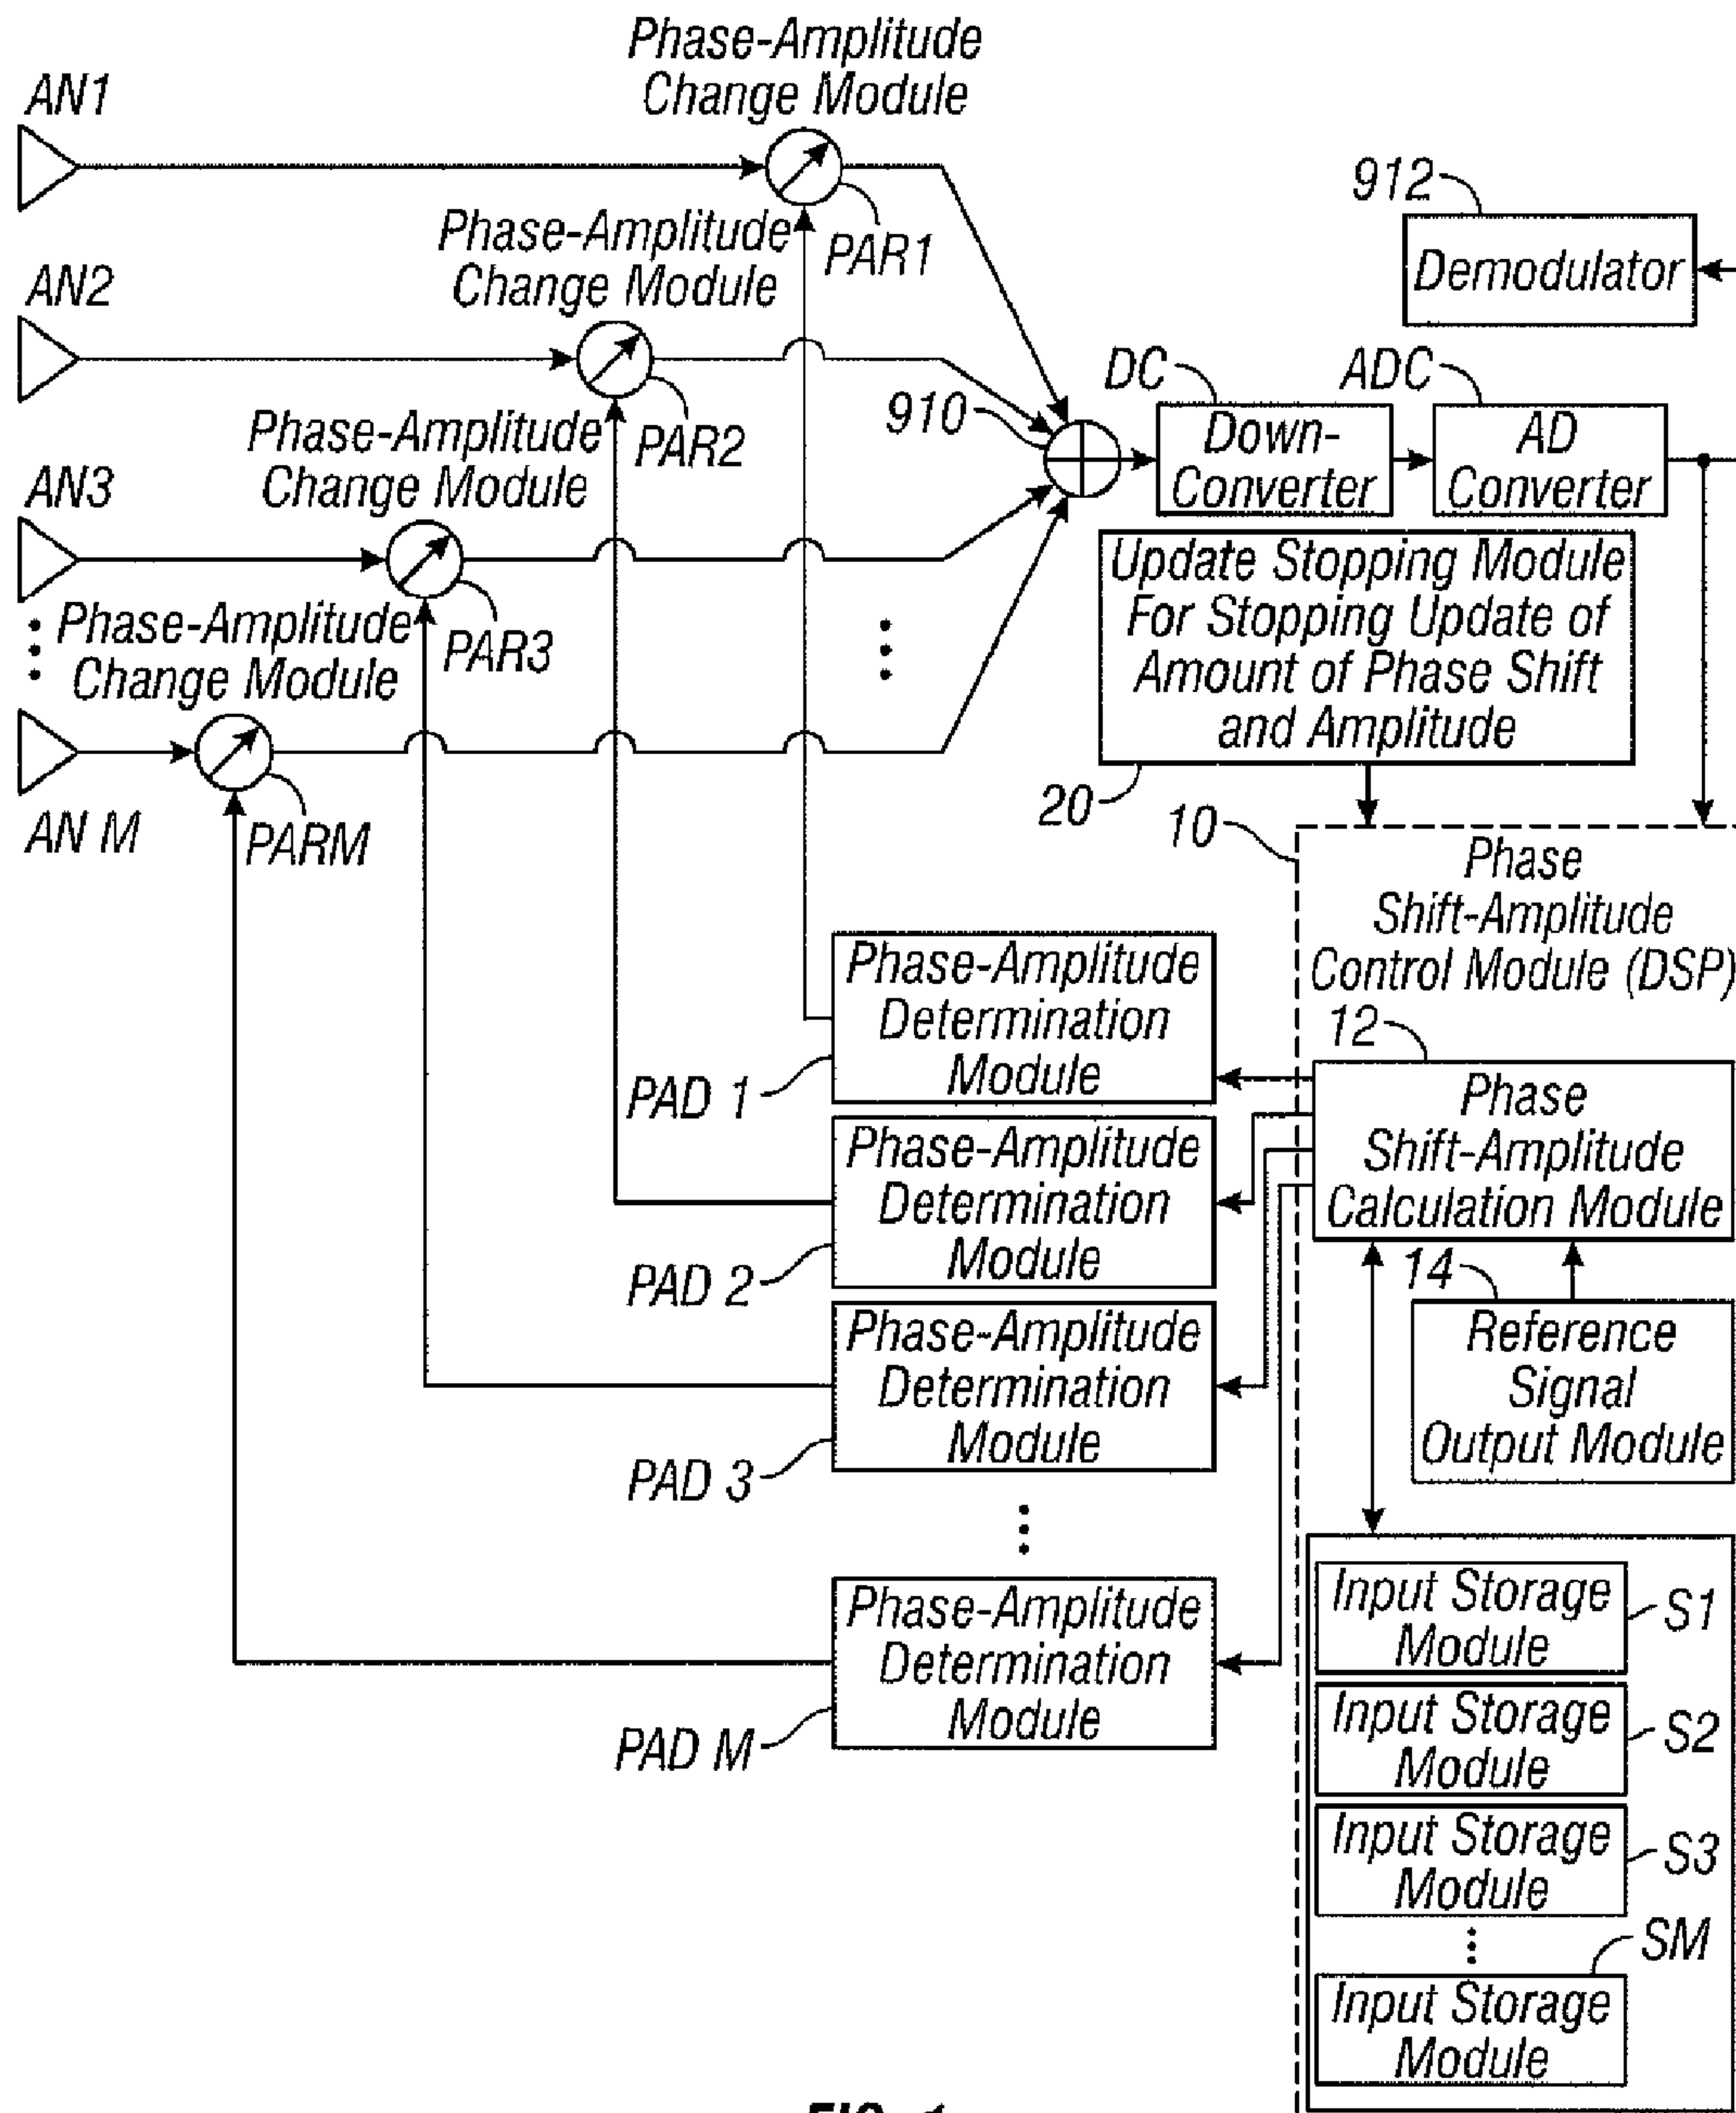 Phase-Amplitude
Change Module
AN1
PAR1
912
Demodulator
Phase-Amplitude
Change Module
AN2
PAR2
910
DC
Down-
Converter
ADC
AD
Converter
Phase-Amplitude
Change Module
AN3
PAR3
Update Stopping Module
For Stopping Update of
Amount of Phase Shift
and Amplitude
20
Phase-Amplitude
Change Module
AN M
PARM
10
Phase
Shift-Amplitude
Control Module (DSP)
Phase-Amplitude
Determination
Module
PAD 1
12
Phase
Shift-Amplitude
Calculation Module
Phase-Amplitude
Determination
Module
PAD 2
14
Reference
Signal
Output Module
Phase-Amplitude
Determination
Module
PAD 3
Phase-Amplitude
Determination
Module
PAD M
Input Storage
Module
S1
Input Storage
Module
S2
Input Storage
Module
S3
SM
Input Storage
Module